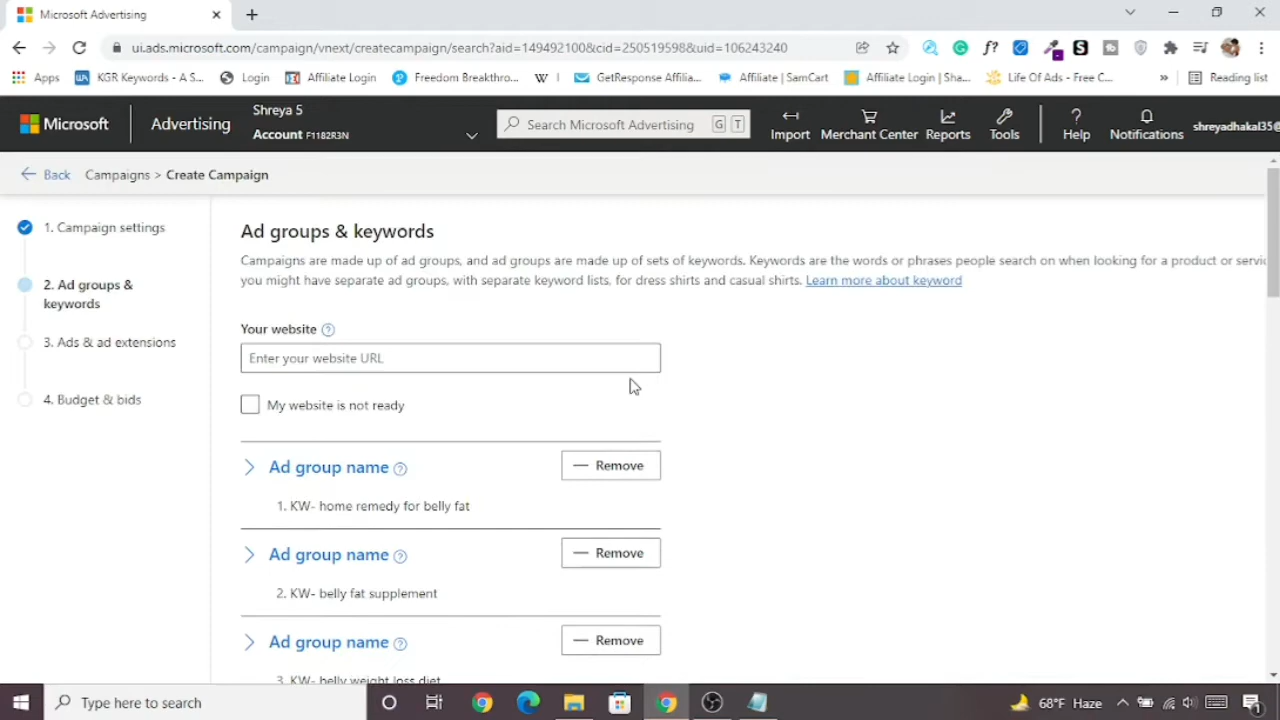 Microsoft Advertising
ui.ads.microsoft.com/campaign/vnext/createcampaign/search?aid=149492100&cid=250519598&uid=106243240
Apps
KGR Keywords - A S...
Login
Affiliate Login
Freedom Breakthro...
GetResponse Affilia...
Affiliate | SamCart
Affiliate Login | Sha...
Life Of Ads - Free C...
Reading list
Microsoft
Advertising
Shreya 5
Account F1182R3N
Search Microsoft Advertising
G T
Import
Merchant Center
Reports
Tools
Help
Notifications
shreyadhakal35@
Back
Campaigns > Create Campaign
1. Campaign settings
2. Ad groups &
keywords
3. Ads & ad extensions
4. Budget & bids
Ad groups & keywords
Campaigns are made up of ad groups, and ad groups are made up of sets of keywords. Keywords are the words or phrases people search on when looking for a product or servi
you might have separate ad groups, with separate keyword lists, for dress shirts and casual shirts. Learn more about keyword
Your website
Enter your website URL
My website is not ready
Ad group name
Remove
1. KW- home remedy for belly fat
Ad group name
Remove
2. KW- belly fat supplement
Ad group name
Remove
3. KW- belly weight loss diet
Type here to search
68°F Haze